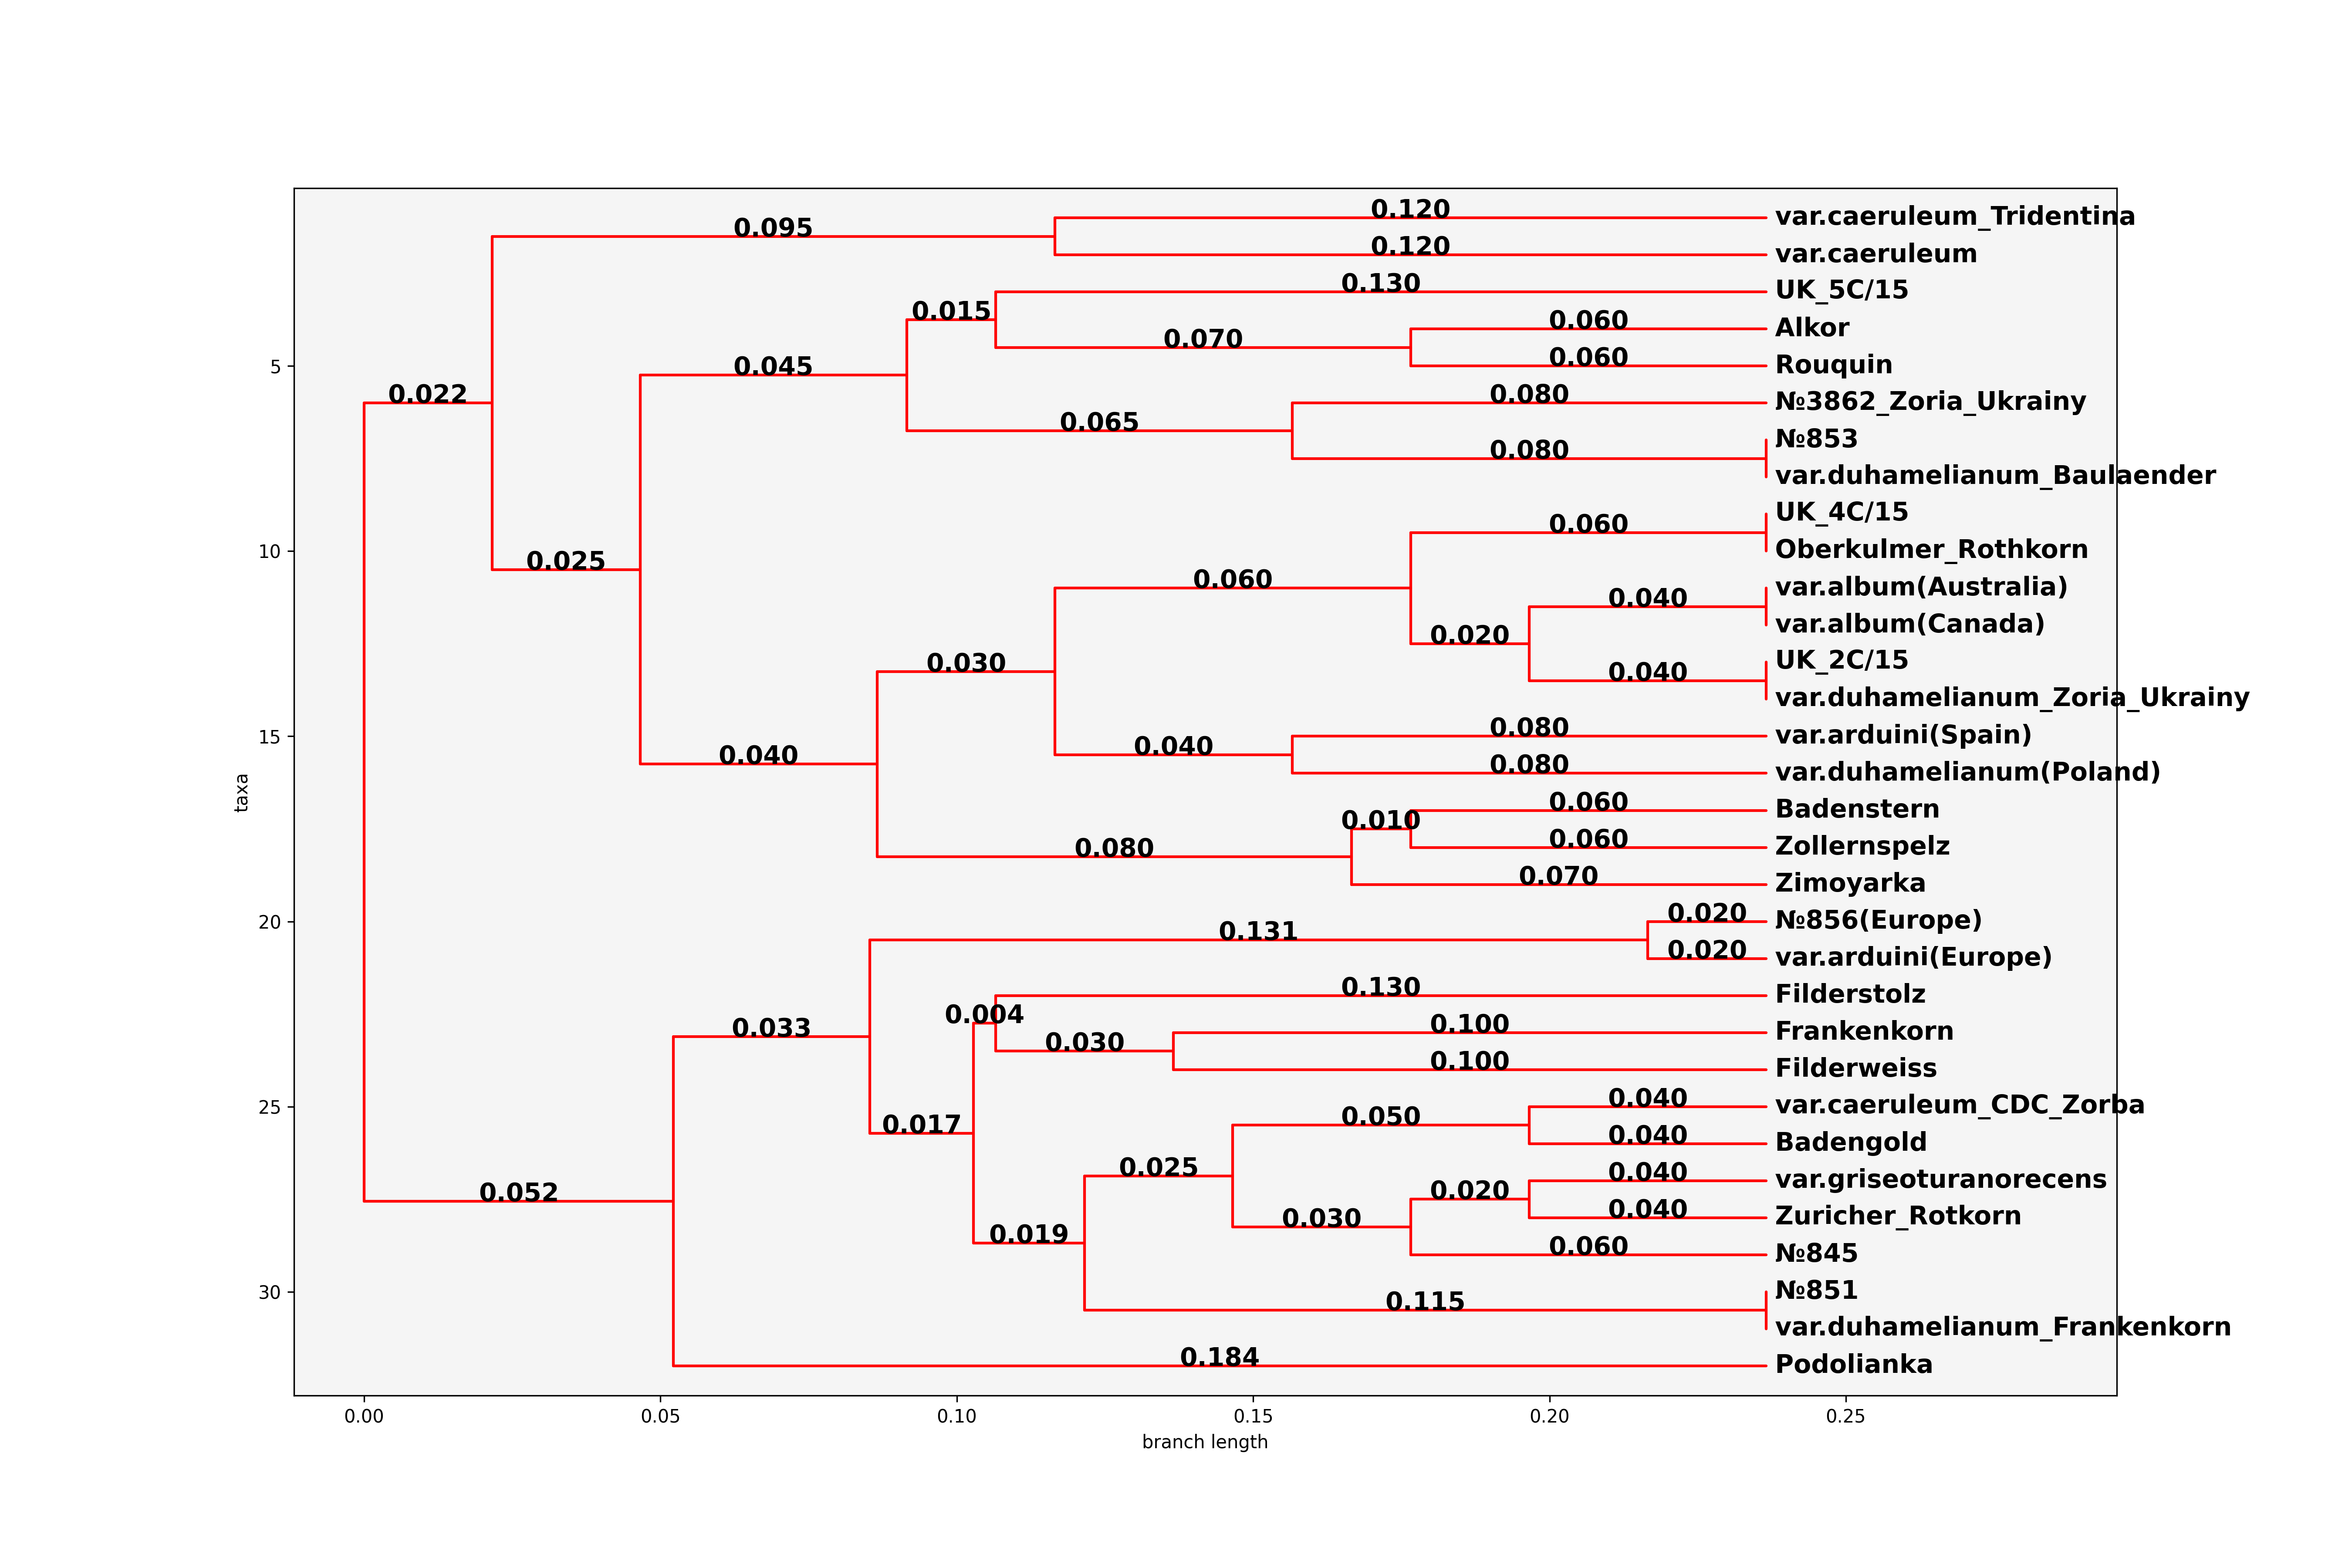 0.120 var.caeruleum_Tridentina
0.095
0.120 var.caeruleum
0.130 UK_5C/15
0.015
0.060 Alkor
0.070
0.060 Rouquin
5
0.045
0.022
0.080 №3862_Zoria_Ukrainy
0.065
№853
0.080
var.duhamelianum_Baulaender
UK_4C/15
0.060
10
Oberkulmer_Rothkorn
0.025
0.060
var.album(Australia)
0.040
var.album(Canada)
0.020
0.030
UK_2C/15
0.040
var.duhamelianum_Zoria_Ukrainy
15
0.080 var.arduini(Spain)
0.040
0.040
0.080 var.duhamelianum(Poland)
taxa
0.060 Badenstern
0.010
0.060 Zollernspelz
0.080
0.070 Zimoyarka
20
0.020 №856(Europe)
0.131
0.020 var.arduini(Europe)
0.130 Filderstolz
0.004
0.033
0.100 Frankenkorn
0.030
0.100 Filderweiss
25
0.040 var.caeruleum_CDC_Zorba
0.050
0.017
0.040 Badengold
0.025
0.040 var.griseoturanorecens
0.020
0.052
0.040 Zuricher_Rotkorn
0.030
0.019
0.060 №845
30
№851
0.115
var.duhamelianum_Frankenkorn
0.184 Podolianka
0.00 0.05 0.10 0.15 0.20 0.25
branch length